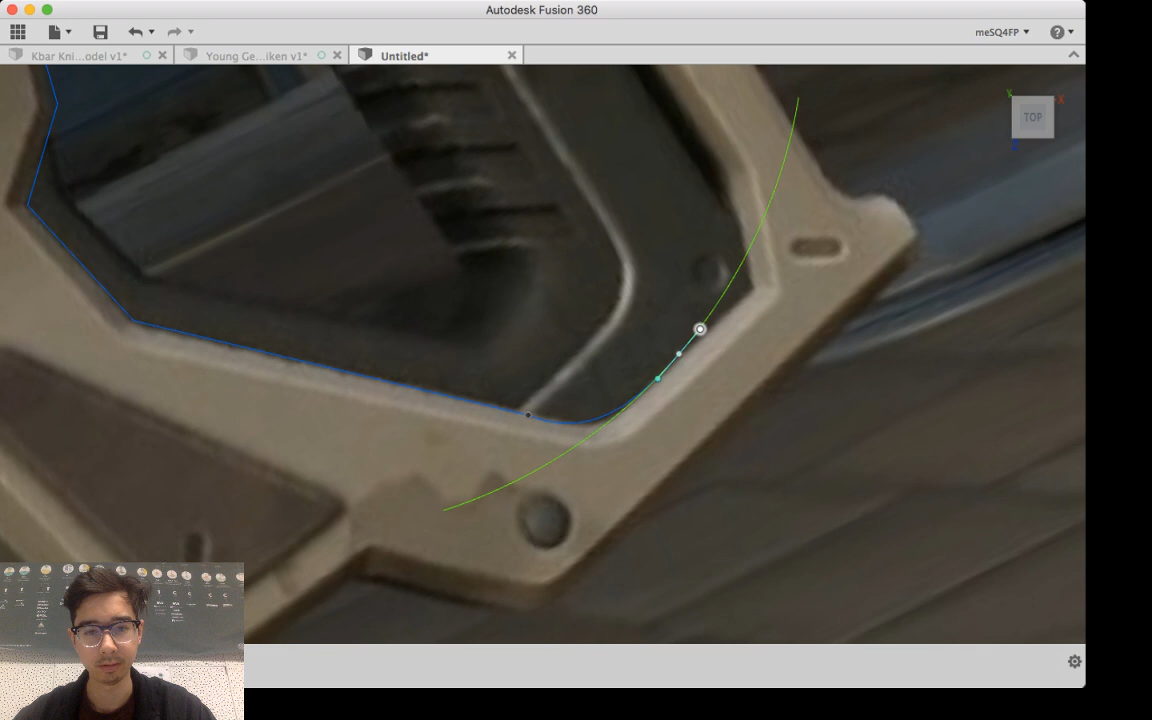 Autodesk Fusion 360
meSQ4FP
Kbar Kni...odel v1*
Young Ge...iken v1*
Untitled*
Y
X
TOP
Z